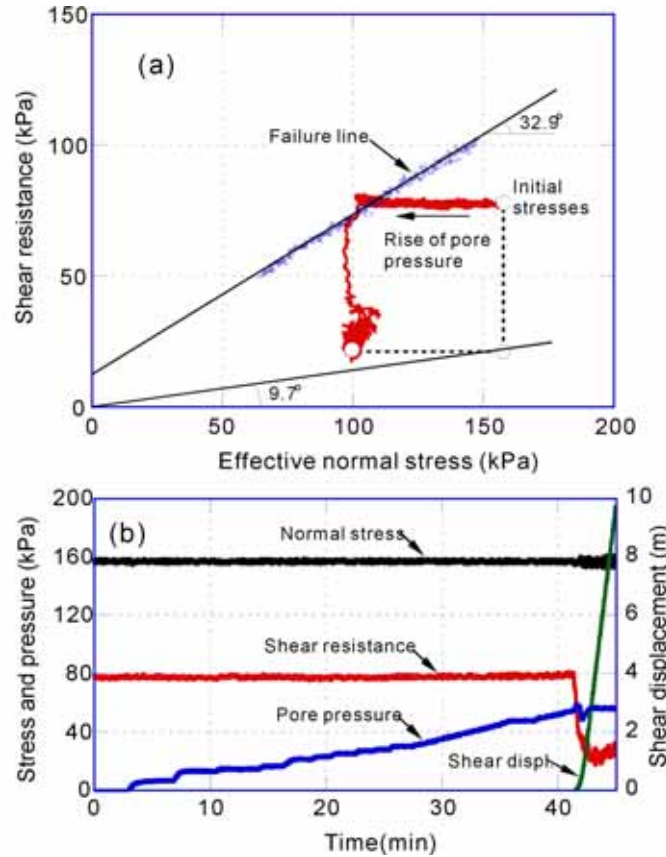 150
(a)
32.9°
Failure line
100
Initial
stresses
Rise of pore
pressure
50
9.7°
0
0
50
100
150
200
Shear resistance (kPa)
Effective normal stress (kPa)
200
10
(b)
Normal stress
160
8
120
6
Shear resistance
80
4
Pore pressure
40
2
Shear displ.
0
0
0
10
20
30
40
Stress and pressure (kPa)
Shear displacement (m)
Time(min)